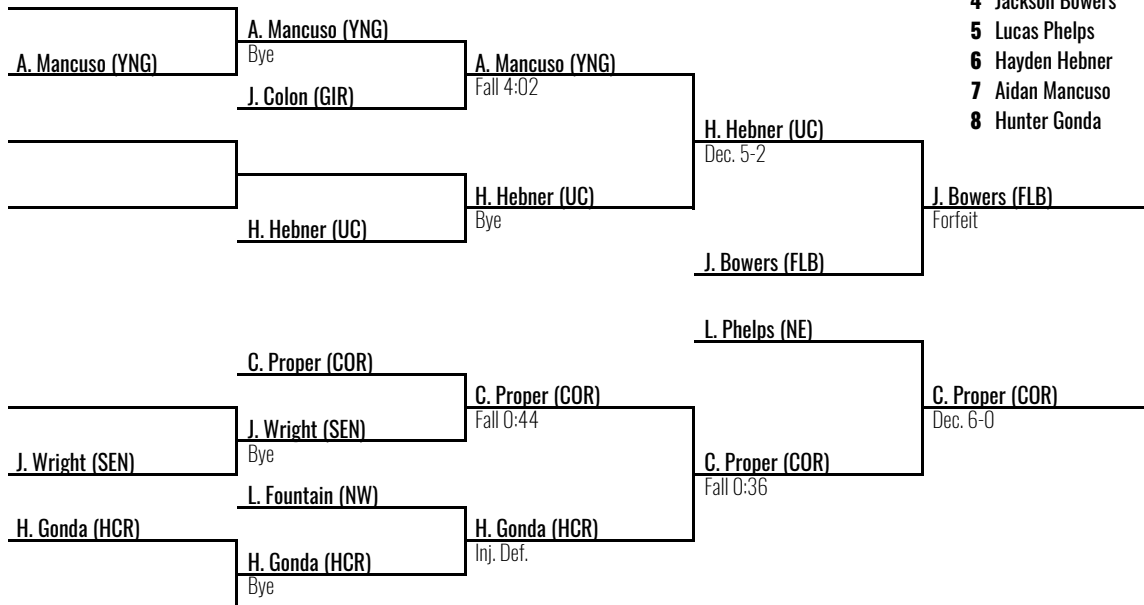 4 Jackson Bowers
5 Lucas Phelps
6 Hayden Hebner
7 Aidan Mancuso
8 Hunter Gonda
A. Mancuso (YNG)
A. Mancuso (YNG)
Bye
J. Colon (GIR)
A. Mancuso (YNG)
Fall 4:02
H. Hebner (UC)
H. Hebner (UC)
Bye
H. Hebner (UC)
Dec. 5-2
J. Bowers (FLB)
J. Bowers (FLB)
Forfeit
L. Phelps (NE)
C. Proper (COR)
J. Wright (SEN)
J. Wright (SEN)
Bye
C. Proper (COR)
Fall 0:44
L. Fountain (NW)
H. Gonda (HCR)
H. Gonda (HCR)
Bye
H. Gonda (HCR)
Inj. Def.
C. Proper (COR)
Fall 0:36
C. Proper (COR)
Dec. 6-0